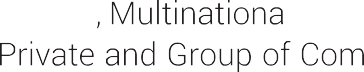 , Multinationa
Private and Group of Com